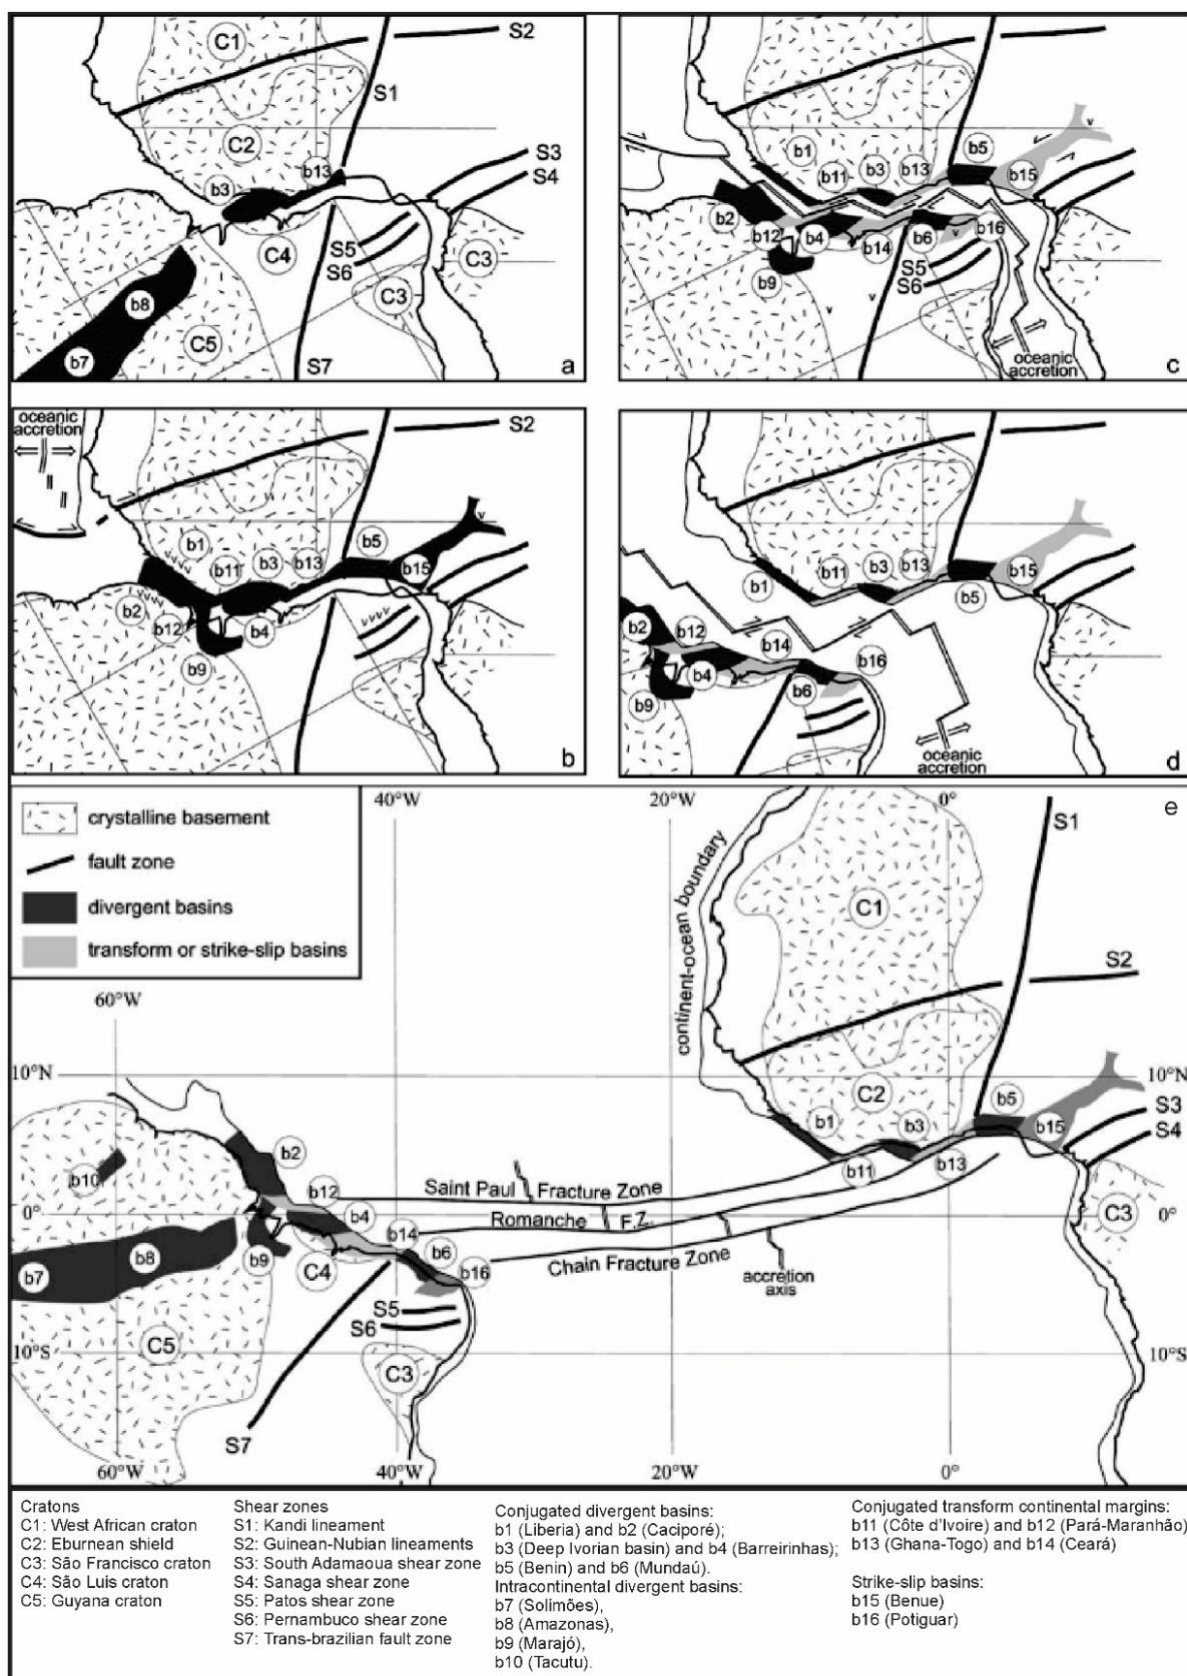 C1
S2
S1
C2
b13
S3
b3
S4
C4
S5
S6
C3
C3
b8
C5
b7
S7
a
b1
b5
b11
b3
b13
b15
b2
b12
b4
b14
b6
b16
b9
S5
S6
v
v
v
v
oceanic
accretion
c
oceanic
accretion
S2
v
b1
b5
b11
b3
b13
b15
b2
b12
b4
b9
b
b11
b3
b13
b15
b1
b5
b2
b12
b14
b16
b4
b6
b9
oceanic
accretion
d
crystalline basement
fault zone
divergent basins
transform or strike-slip basins
40°W
20°W
0°
e
S1
continent-ocean boundary
C1
S2
60°W
10°N
10°N
C2
b5
S3
b1
b3
b15
S4
b2
b10
b11
b13
C3
b12
Saint Paul Fracture Zone
0°
b4
Romanche F.Z.
0°
b14
b8
b6
Chain Fracture Zone
b7
b9
C4
b16
accretion
axis
S5
S6
C5
C3
10°S
10°S
S7
60°W
40°W
20°W
0°
Cratons
C1: West African craton
C2: Eburnean shield
C3: São Francisco craton
C4: São Luis craton
C5: Guyana craton
Shear zones
S1: Kandi lineament
S2: Guinean-Nubian lineaments
S3: South Adamaoua shear zone
S4: Sanaga shear zone
S5: Patos shear zone
S6: Pernambuco shear zone
S7: Trans-brazilian fault zone
Conjugated divergent basins:
b1 (Liberia) and b2 (Caciporé);
b3 (Deep Ivorian basin) and b4 (Barreirinhas);
b5 (Benin) and b6 (Mundaú).
Intracontinental divergent basins:
b7 (Solimões),
b8 (Amazonas),
b9 (Marajó),
b10 (Tacutu).
Conjugated transform continental margins:
b11 (Côte d'Ivoire) and b12 (Pará-Maranhão)
b13 (Ghana-Togo) and b14 (Ceará)
Strike-slip basins:
b15 (Benue)
b16 (Potiguar)